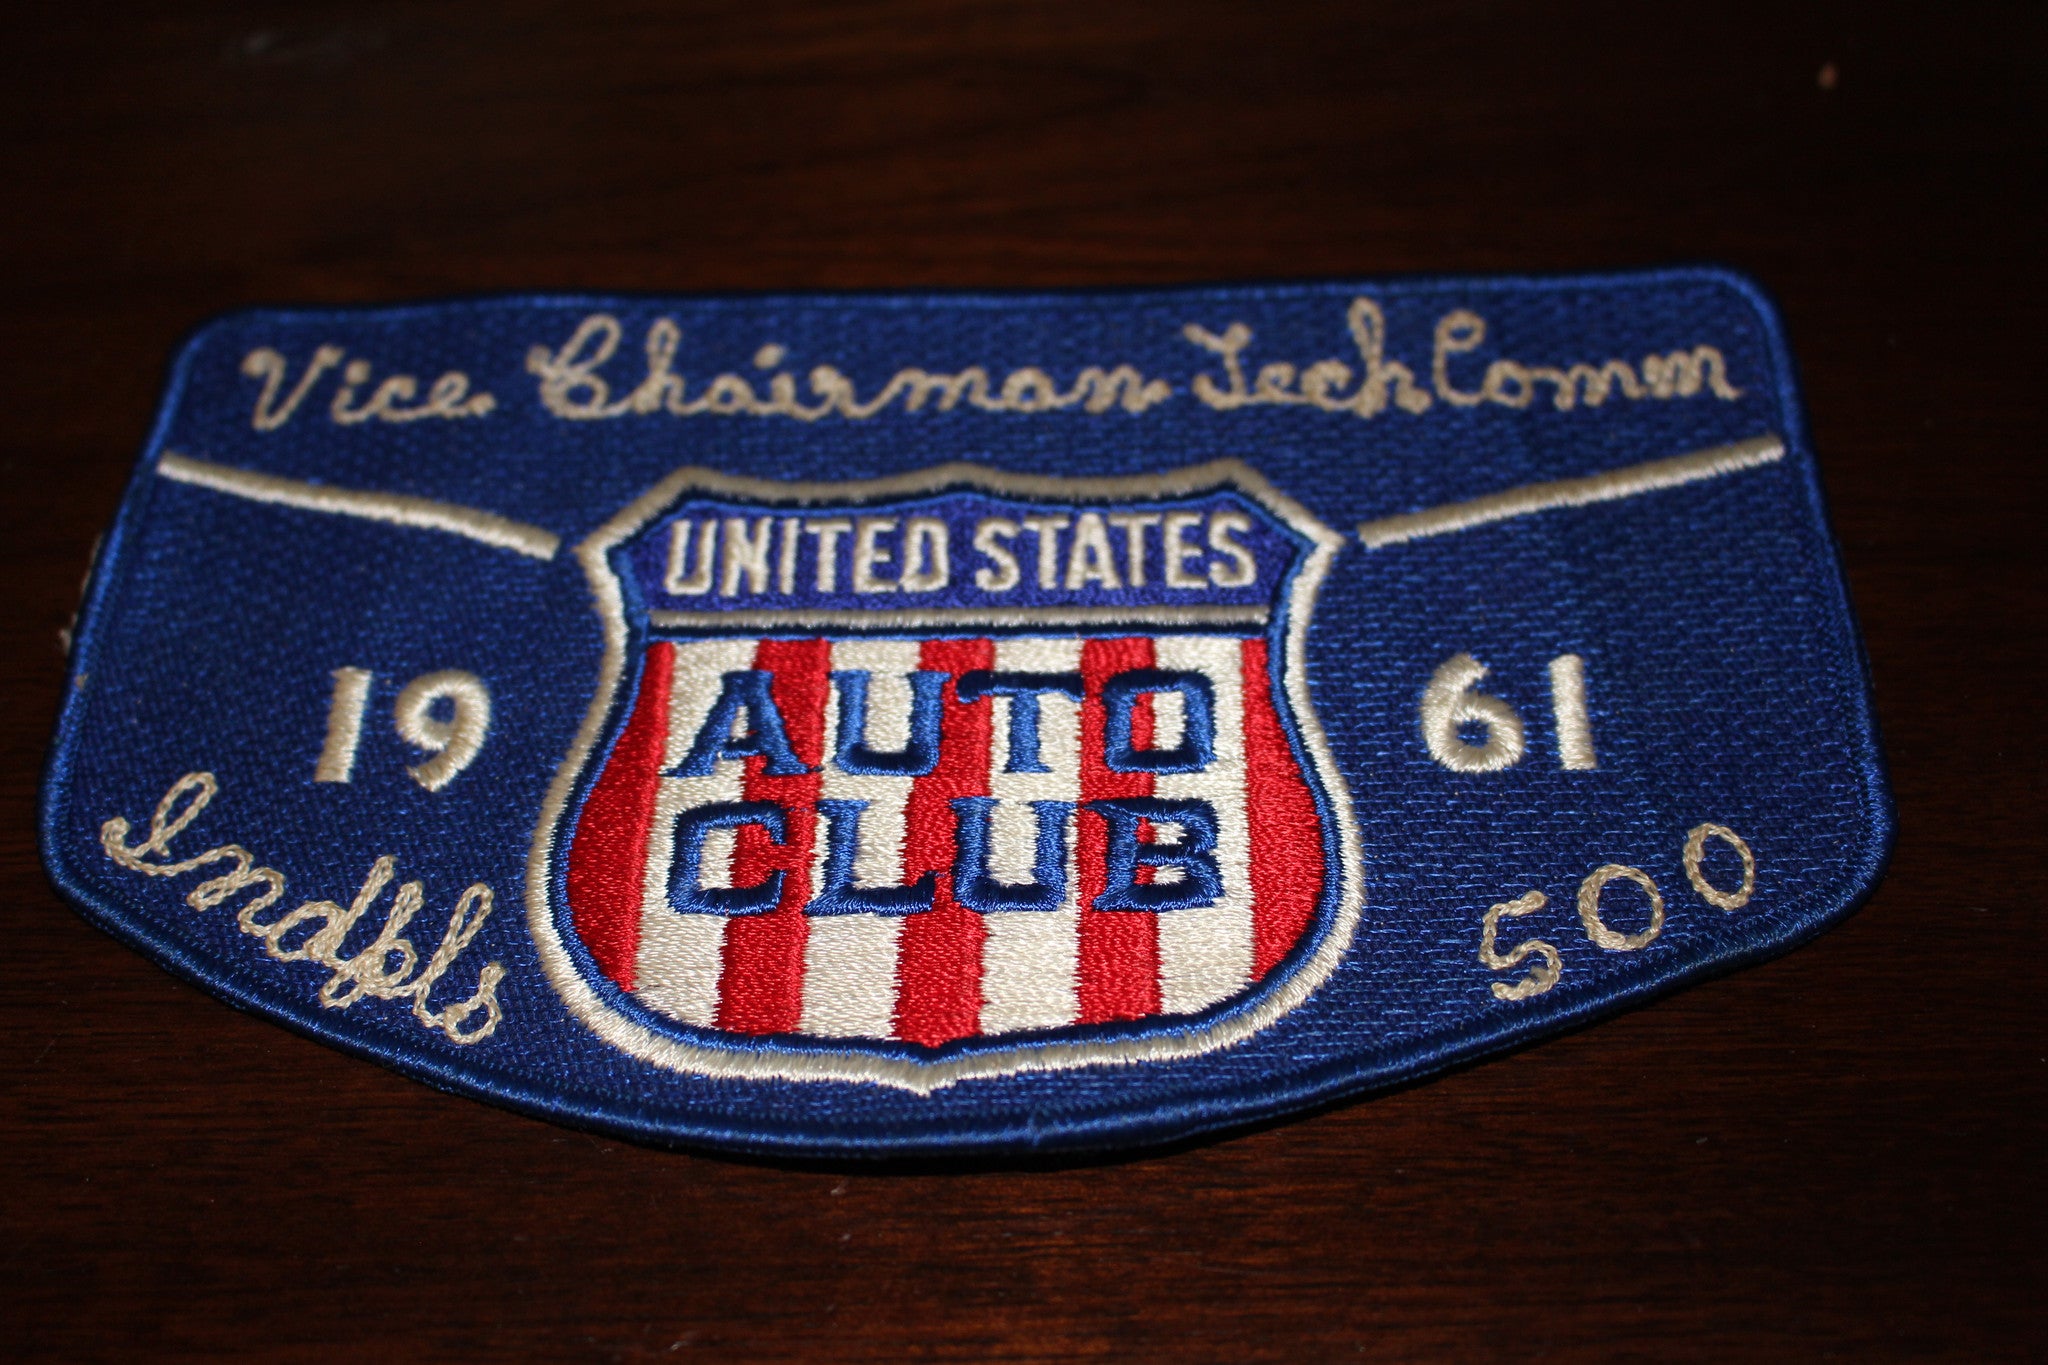 Vice Chairman Tech Comm
UNITED STATES
AUTO
CLUB
19 61
Indpls 500